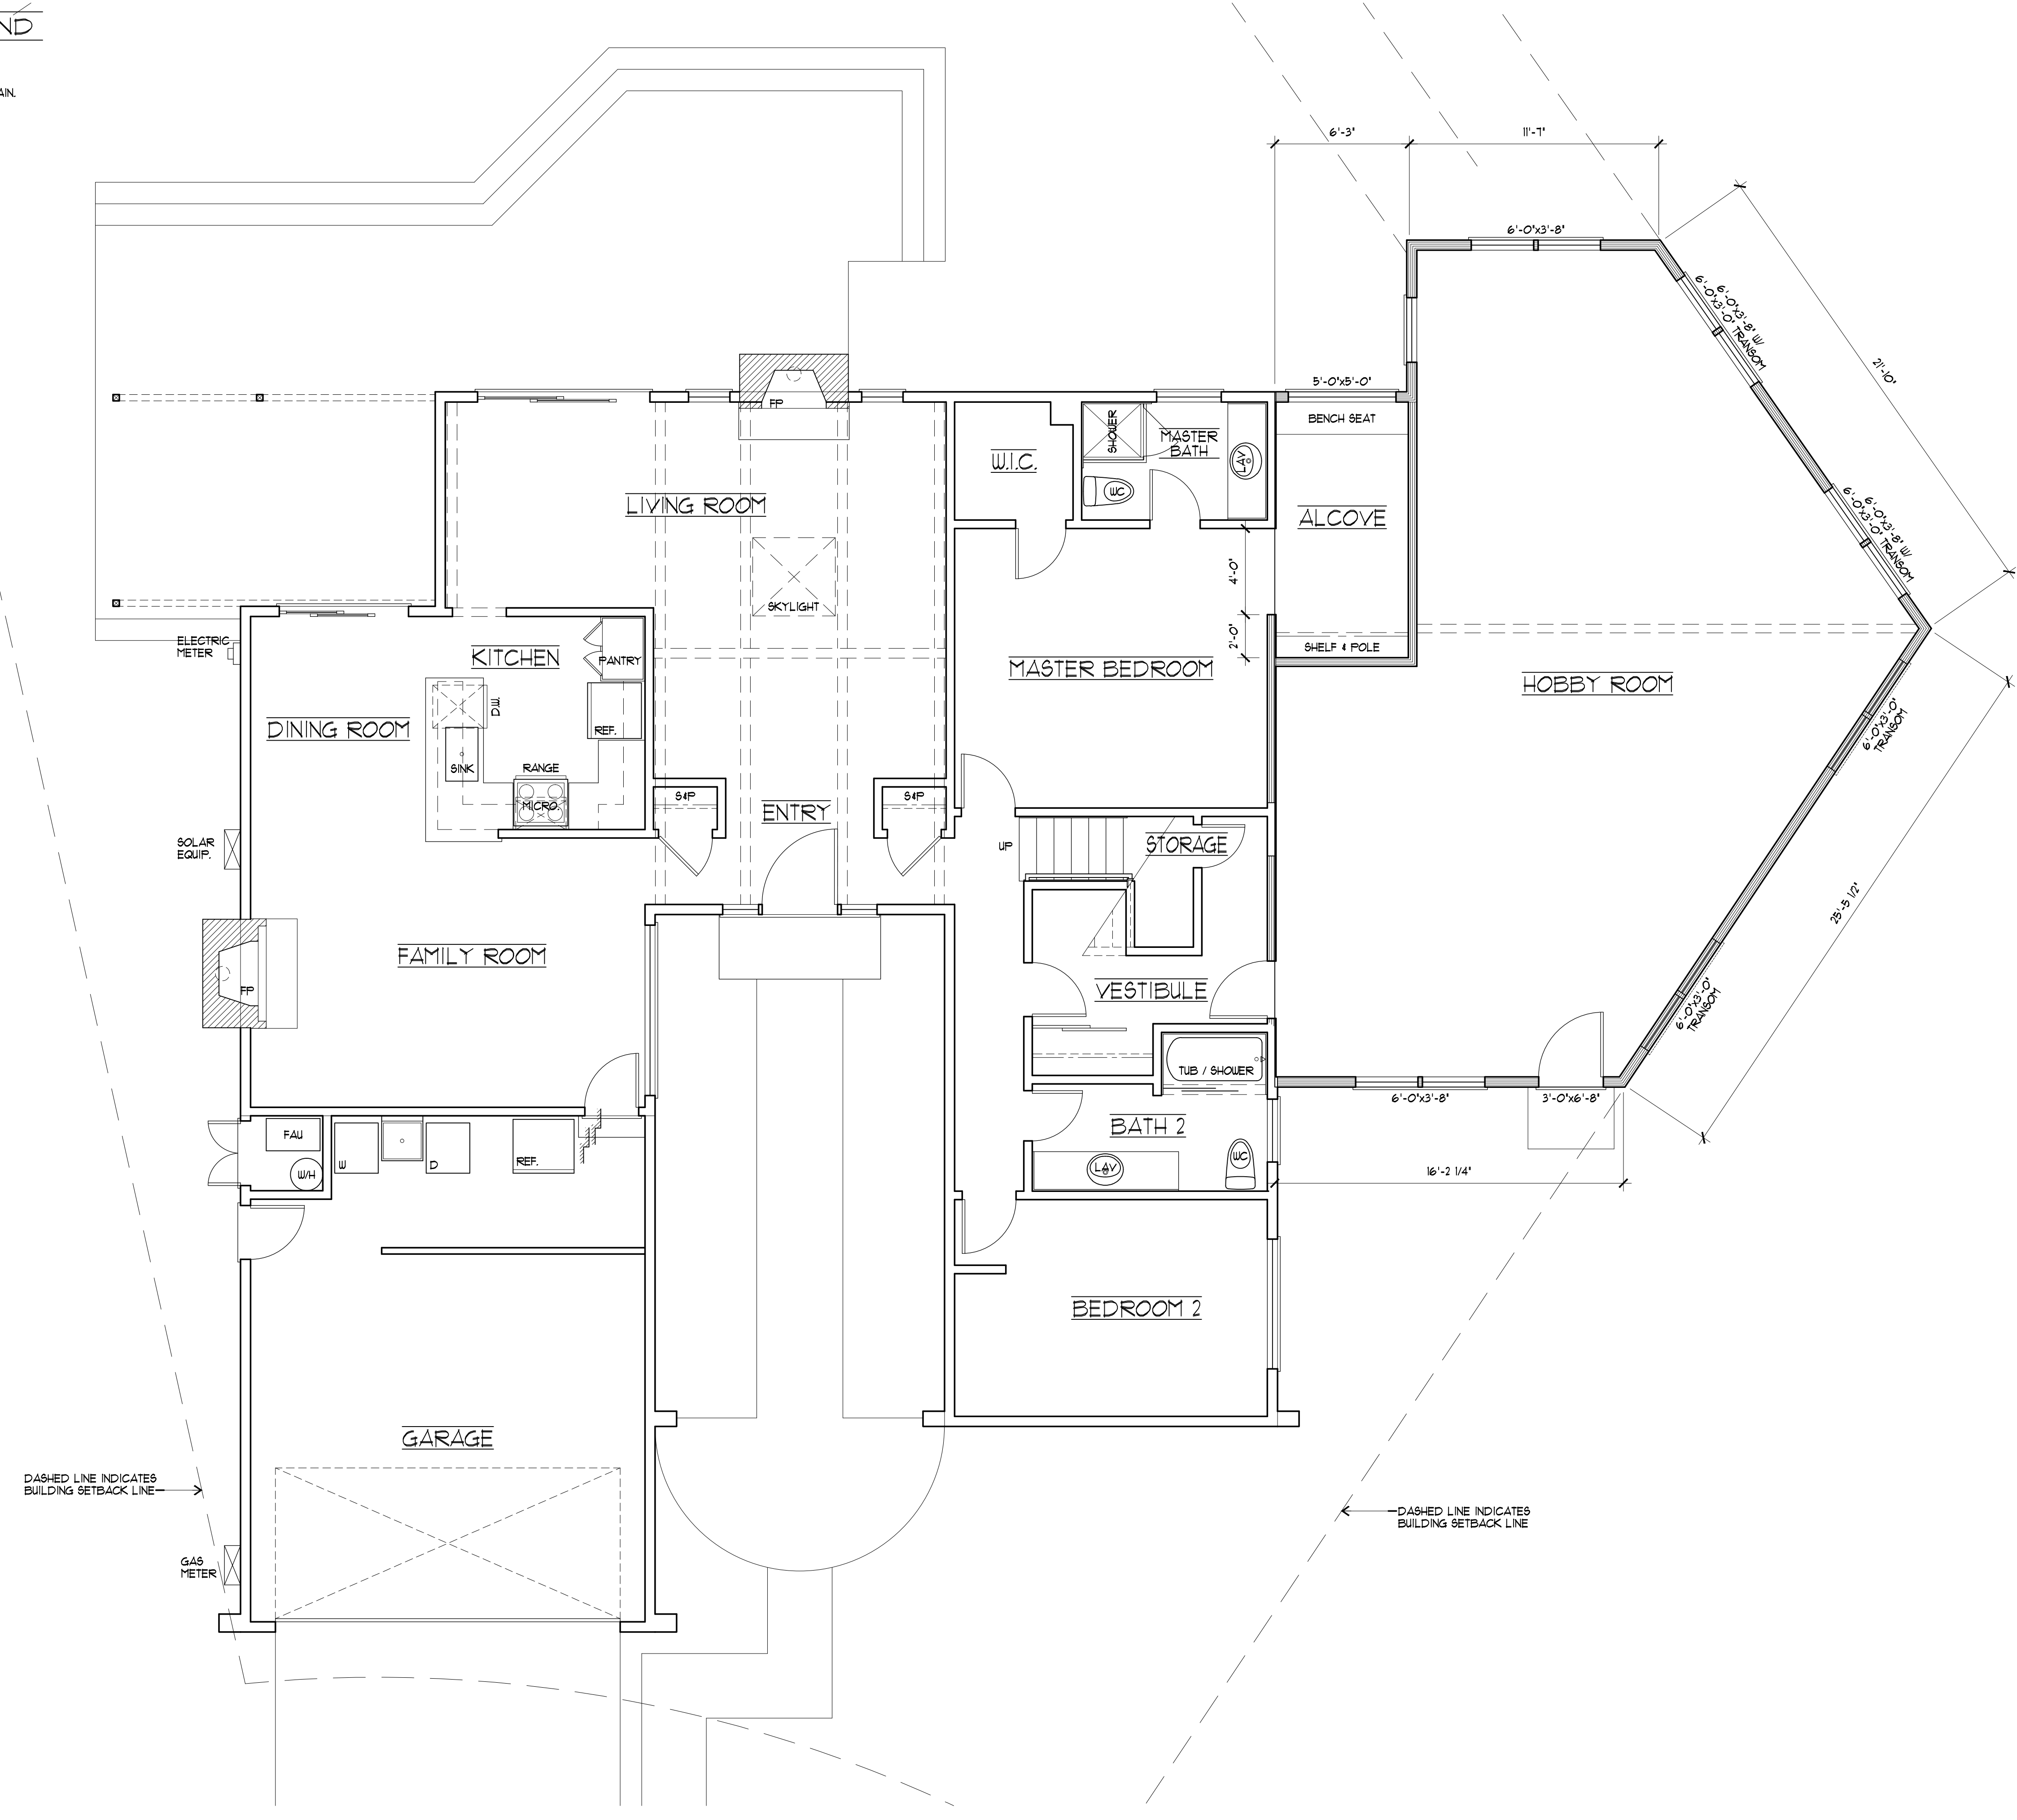 ND
AIN.
6'-3"
11'-7"
6'-0"x3'-8"
6'-0"x3'-8" W/
6'-0"x3'-0" TRANSOM
21'-10"
5'-0"x5'-0"
BENCH SEAT
FP
SHOWER
MASTER
BATH
LAV
W.I.C.
WC
LIVING ROOM
ALCOVE
6'-0"x3'-8" W/
6'-0"x3'-0" TRANSOM
4'-0"
SKYLIGHT
2'-0"
ELECTRIC
METER
KITCHEN
PANTRY
SHELF & POLE
MASTER BEDROOM
HOBBY ROOM
D.W.
DINING ROOM
REF.
6'-0"x3'-0"
TRANSOM
SINK
RANGE
MICRO.
S&P
S&P
ENTRY
SOLAR
EQUIP.
UP
STORAGE
25'-5 1/2"
FAMILY ROOM
FP
VESTIBULE
6'-0"x3'-0"
TRANSOM
TUB / SHOWER
6'-0"x3'-8"
3'-0"x6'-8"
BATH 2
FAU
W
D
REF.
W/H
LAV
WC
16'-2 1/4"
BEDROOM 2
GARAGE
DASHED LINE INDICATES
BUILDING SETBACK LINE
DASHED LINE INDICATES
BUILDING SETBACK LINE
GAS
METER